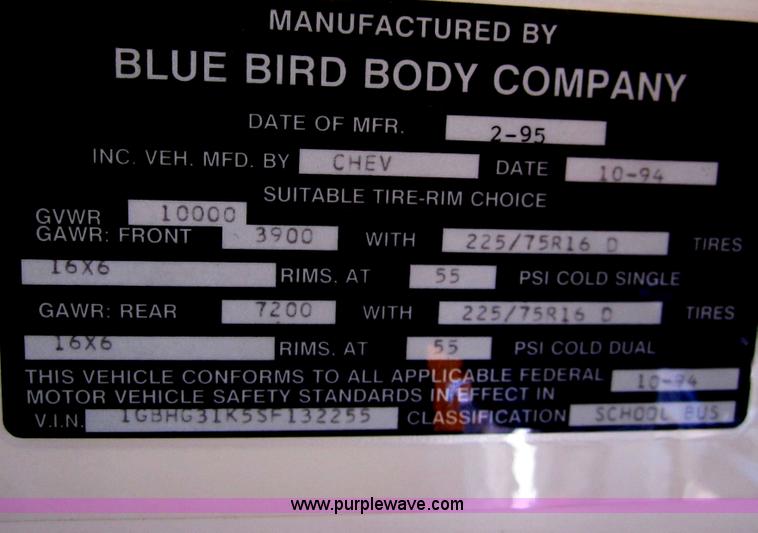 MANUFACTURED BY
BLUE BIRD BODY COMPANY
DATE OF MFR. 2-95
INC. VEH. MFD. BY CHEV DATE 10-94
SUITABLE TIRE-RIM CHOICE
GVWR 10000
GAWR: FRONT 3900 WITH 225/75R16 D TIRES
16X6 RIMS. AT 55 PSI COLD SINGLE
GAWR: REAR 7200 WITH 225/75R16 D TIRES
16X6 RIMS. AT 55 PSI COLD DUAL
THIS VEHICLE CONFORMS TO ALL APPLICABLE FEDERAL 10-94
MOTOR VEHICLE SAFETY STANDARDS IN EFFECT IN
V.I.N. 1GBHG31K5SF132255 CLASSIFICATION SCHOOL BUS
www.purplewave.com